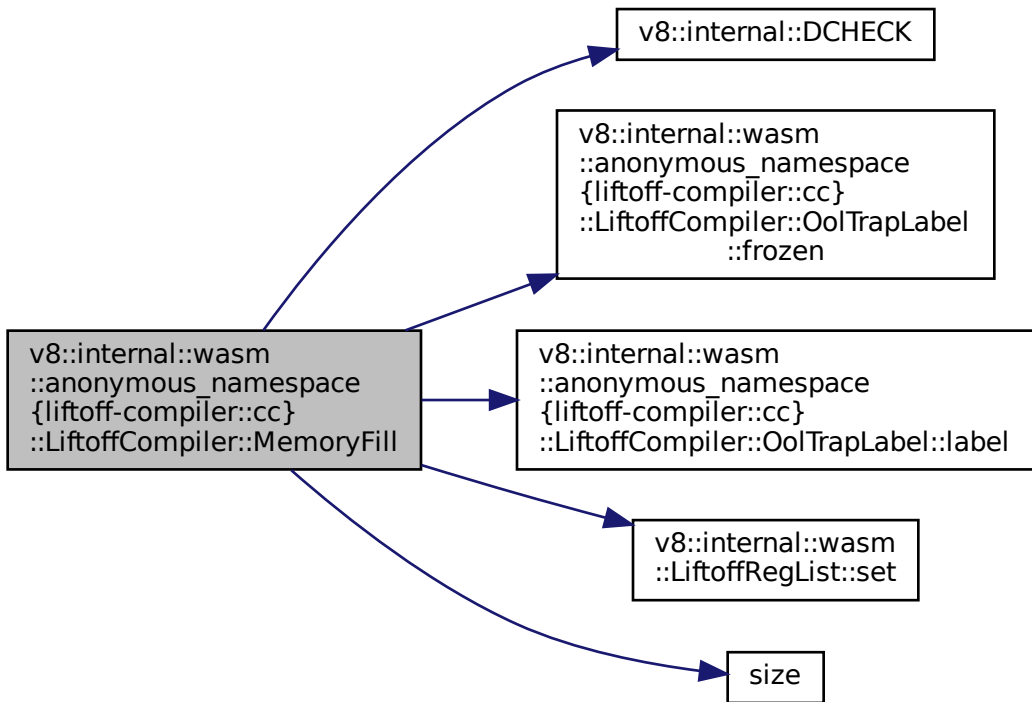 v8::internal::wasm
::anonymous_namespace
{liftoff-compiler::cc}
::LiftoffCompiler::MemoryFill
v8::internal::DCHECK
v8::internal::wasm
::anonymous_namespace
{liftoff-compiler::cc}
::LiftoffCompiler::OolTrapLabel
::frozen
v8::internal::wasm
::anonymous_namespace
{liftoff-compiler::cc}
::LiftoffCompiler::OolTrapLabel::label
v8::internal::wasm
::LiftoffRegList::set
size